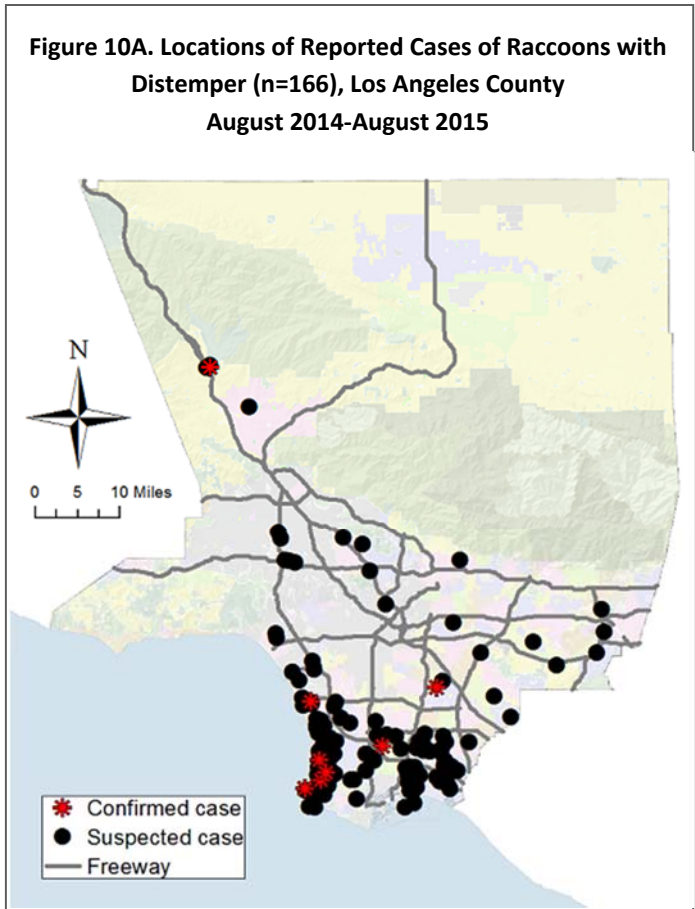 Figure 10A. Locations of Reported Cases of Raccoons with
Distemper (n=166), Los Angeles County
August 2014-August 2015
N
0 5 10 Miles
Confirmed case
Suspected case
Freeway